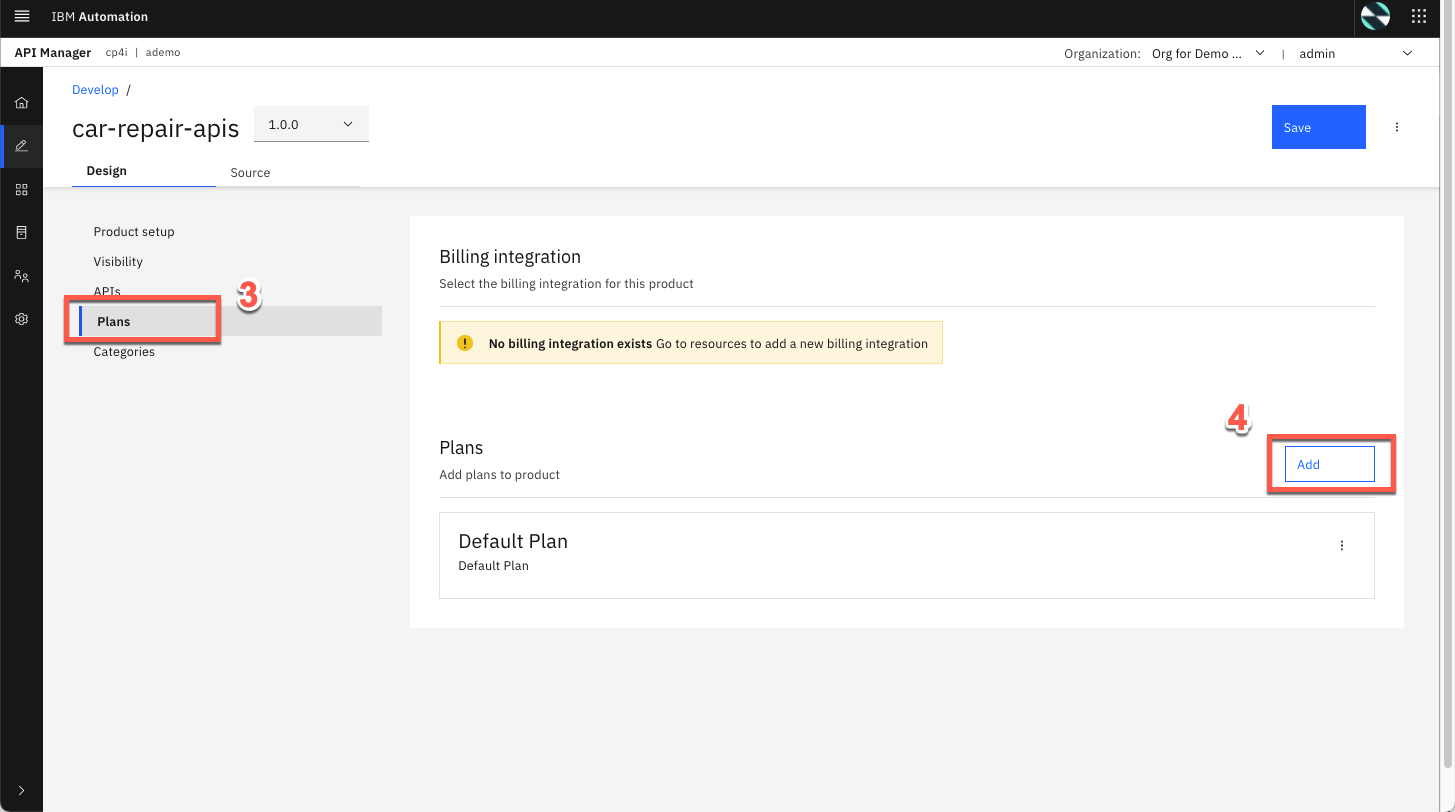 IBM Automation
API Manager cp4i | ademo
Organization: Org for Demo ... | admin
Develop /
car-repair-apis 1.0.0
Save
Design Source
Product setup
Visibility
APIs
3
Plans
Categories
Billing integration
Select the billing integration for this product
No billing integration exists Go to resources to add a new billing integration
4
Plans
Add
Add plans to product
Default Plan
Default Plan